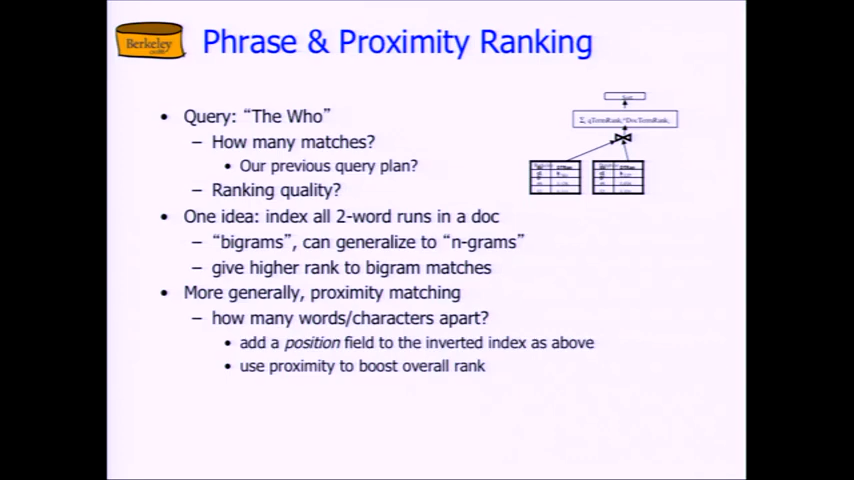 Berkeley
Phrase & Proximity Ranking
• Query: “The Who”
– How many matches?
• Our previous query plan?
– Ranking quality?
• One idea: index all 2-word runs in a doc
– “bigrams”, can generalize to “n-grams”
– give higher rank to bigram matches
• More generally, proximity matching
– how many words/characters apart?
• add a position field to the inverted index as above
• use proximity to boost overall rank